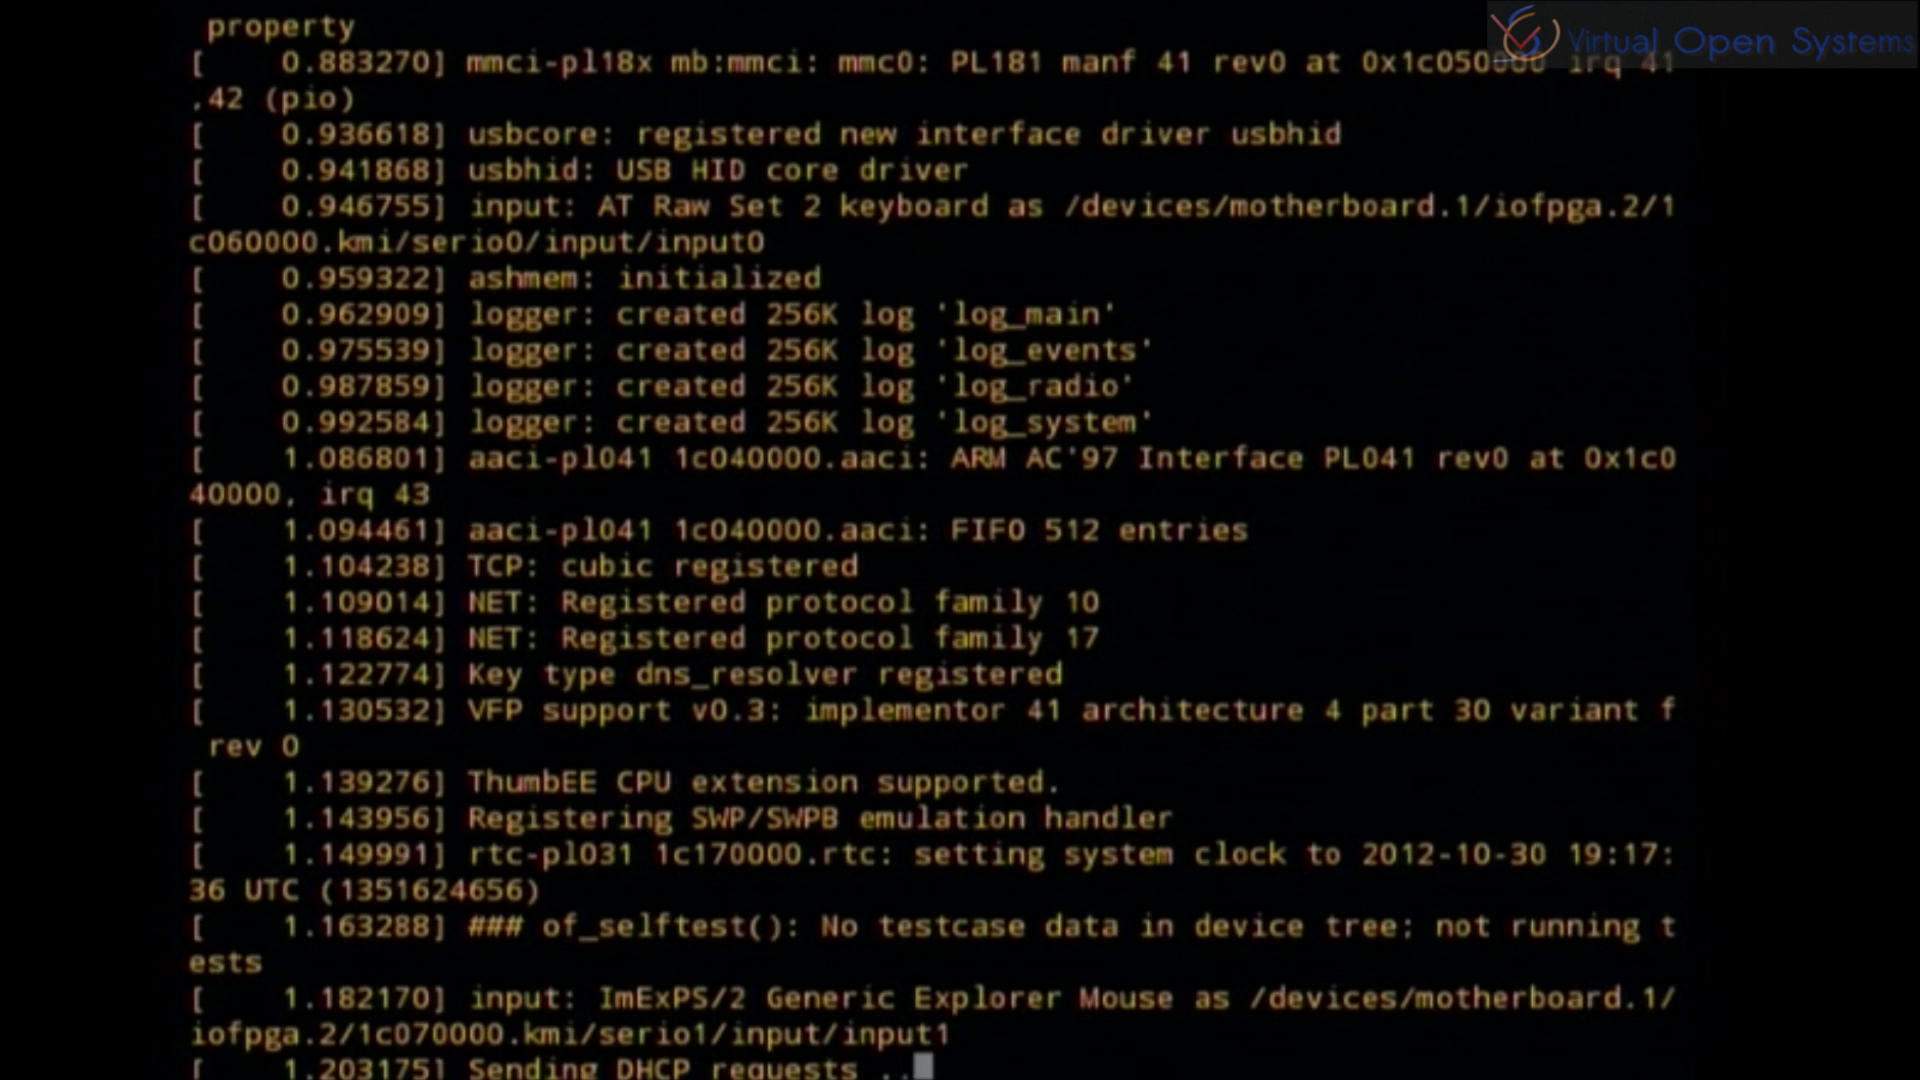 property
Virtual Open Systems
[    0.883270] mmci-pl18x mb:mmci: mmc0: PL181 manf 41 rev0 at 0x1c050000 irq 41
,42 (pio)
[    0.936618] usbcore: registered new interface driver usbhid
[    0.941868] usbhid: USB HID core driver
[    0.946755] input: AT Raw Set 2 keyboard as /devices/motherboard.1/iofpga.2/1
c060000.kmi/serio0/input/input0
[    0.959322] ashmem: initialized
[    0.962909] logger: created 256K log 'log_main'
[    0.975539] logger: created 256K log 'log_events'
[    0.987859] logger: created 256K log 'log_radio'
[    0.992584] logger: created 256K log 'log_system'
[    1.086801] aaci-pl041 1c040000.aaci: ARM AC'97 Interface PL041 rev0 at 0x1c0
40000, irq 43
[    1.094461] aaci-pl041 1c040000.aaci: FIFO 512 entries
[    1.104238] TCP: cubic registered
[    1.109014] NET: Registered protocol family 10
[    1.118624] NET: Registered protocol family 17
[    1.122774] Key type dns_resolver registered
[    1.130532] VFP support v0.3: implementor 41 architecture 4 part 30 variant f
rev 0
[    1.139276] ThumbEE CPU extension supported.
[    1.143956] Registering SWP/SWPB emulation handler
[    1.149991] rtc-pl031 1c170000.rtc: setting system clock to 2012-10-30 19:17:
36 UTC (1351624656)
[    1.163288] ### of_selftest(): No testcase data in device tree; not running t
ests
[    1.182170] input: ImExPS/2 Generic Explorer Mouse as /devices/motherboard.1/
iofpga.2/1c070000.kmi/serio1/input/input1
[    1.203175] Sending DHCP requests ..